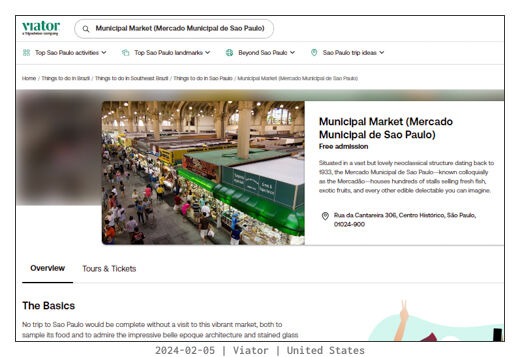 viator
a Tripadvisor company
Municipal Market (Mercado Municipal de Sao Paulo)
Top Sao Paulo activities
Top Sao Paulo landmarks
Beyond Sao Paulo
Sao Paulo trip ideas
Home / Things to do in Brazil / Things to do in Southeast Brazil / Things to do in Sao Paulo / Municipal Market (Mercado Municipal de Sao Paulo)
Municipal Market (Mercado
Municipal de Sao Paulo)
Free admission
Situated in a vast but lovely neoclassical structure dating back to
1933, the Mercado Municipal de Sao Paulo—known colloquially
as the Mercadão—houses hundreds of stalls selling fresh fish,
exotic fruits, and every other edible delectable you can imagine.
Rua da Cantareira 306, Centro Histórico, São Paulo,
01024-900
Overview
Tours & Tickets
The Basics
No trip to Sao Paulo would be complete without a visit to this vibrant market, both to
sample its food and to admire the impressive belle epoque architecture and stained glass
2024-02-05 | Viator | United States